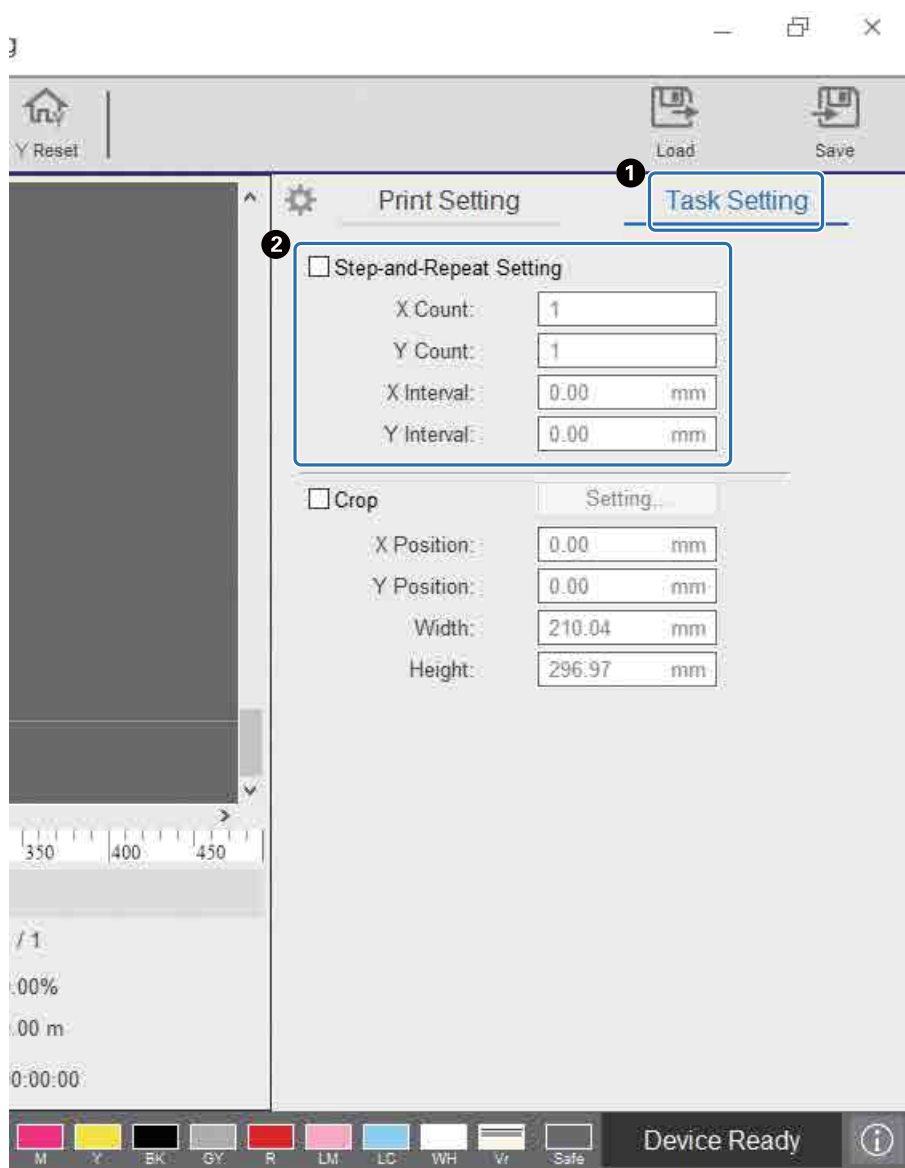 g
Y Reset
Load
Save
1
Print Setting
Task Setting
2
Step-and-Repeat Setting
X Count: 1
Y Count: 1
X Interval: 0.00 mm
Y Interval: 0.00 mm
Crop
Setting...
X Position: 0.00 mm
Y Position: 0.00 mm
Width: 210.04 mm
Height: 296.97 mm
350 400 450
/ 1
.00%
.00 m
0:00:00
M Y BK GY R LM LC WH Vr Safe
Device Ready